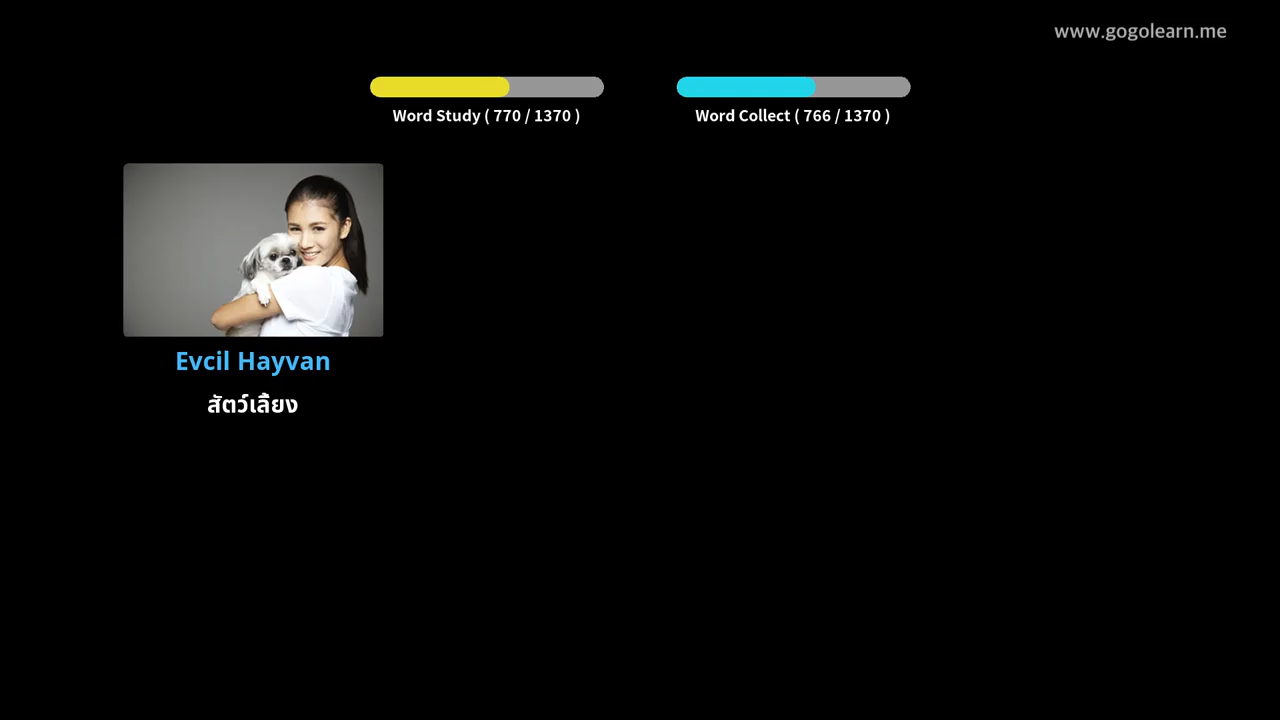 www.gogolearn.me
Word Study ( 770 / 1370 )
Word Collect ( 766 / 1370 )
Evcil Hayvan
สัตว์เลี้ยง